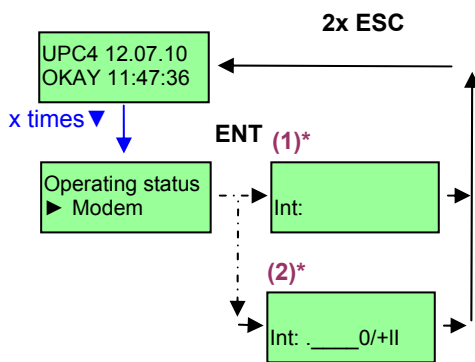 2x ESC
UPC4 12.07.10
OKAY 11:47:36
x times ▼
ENT
(1)*
Operating status
► Modem
Int:
(2)*
Int: .____0/+II